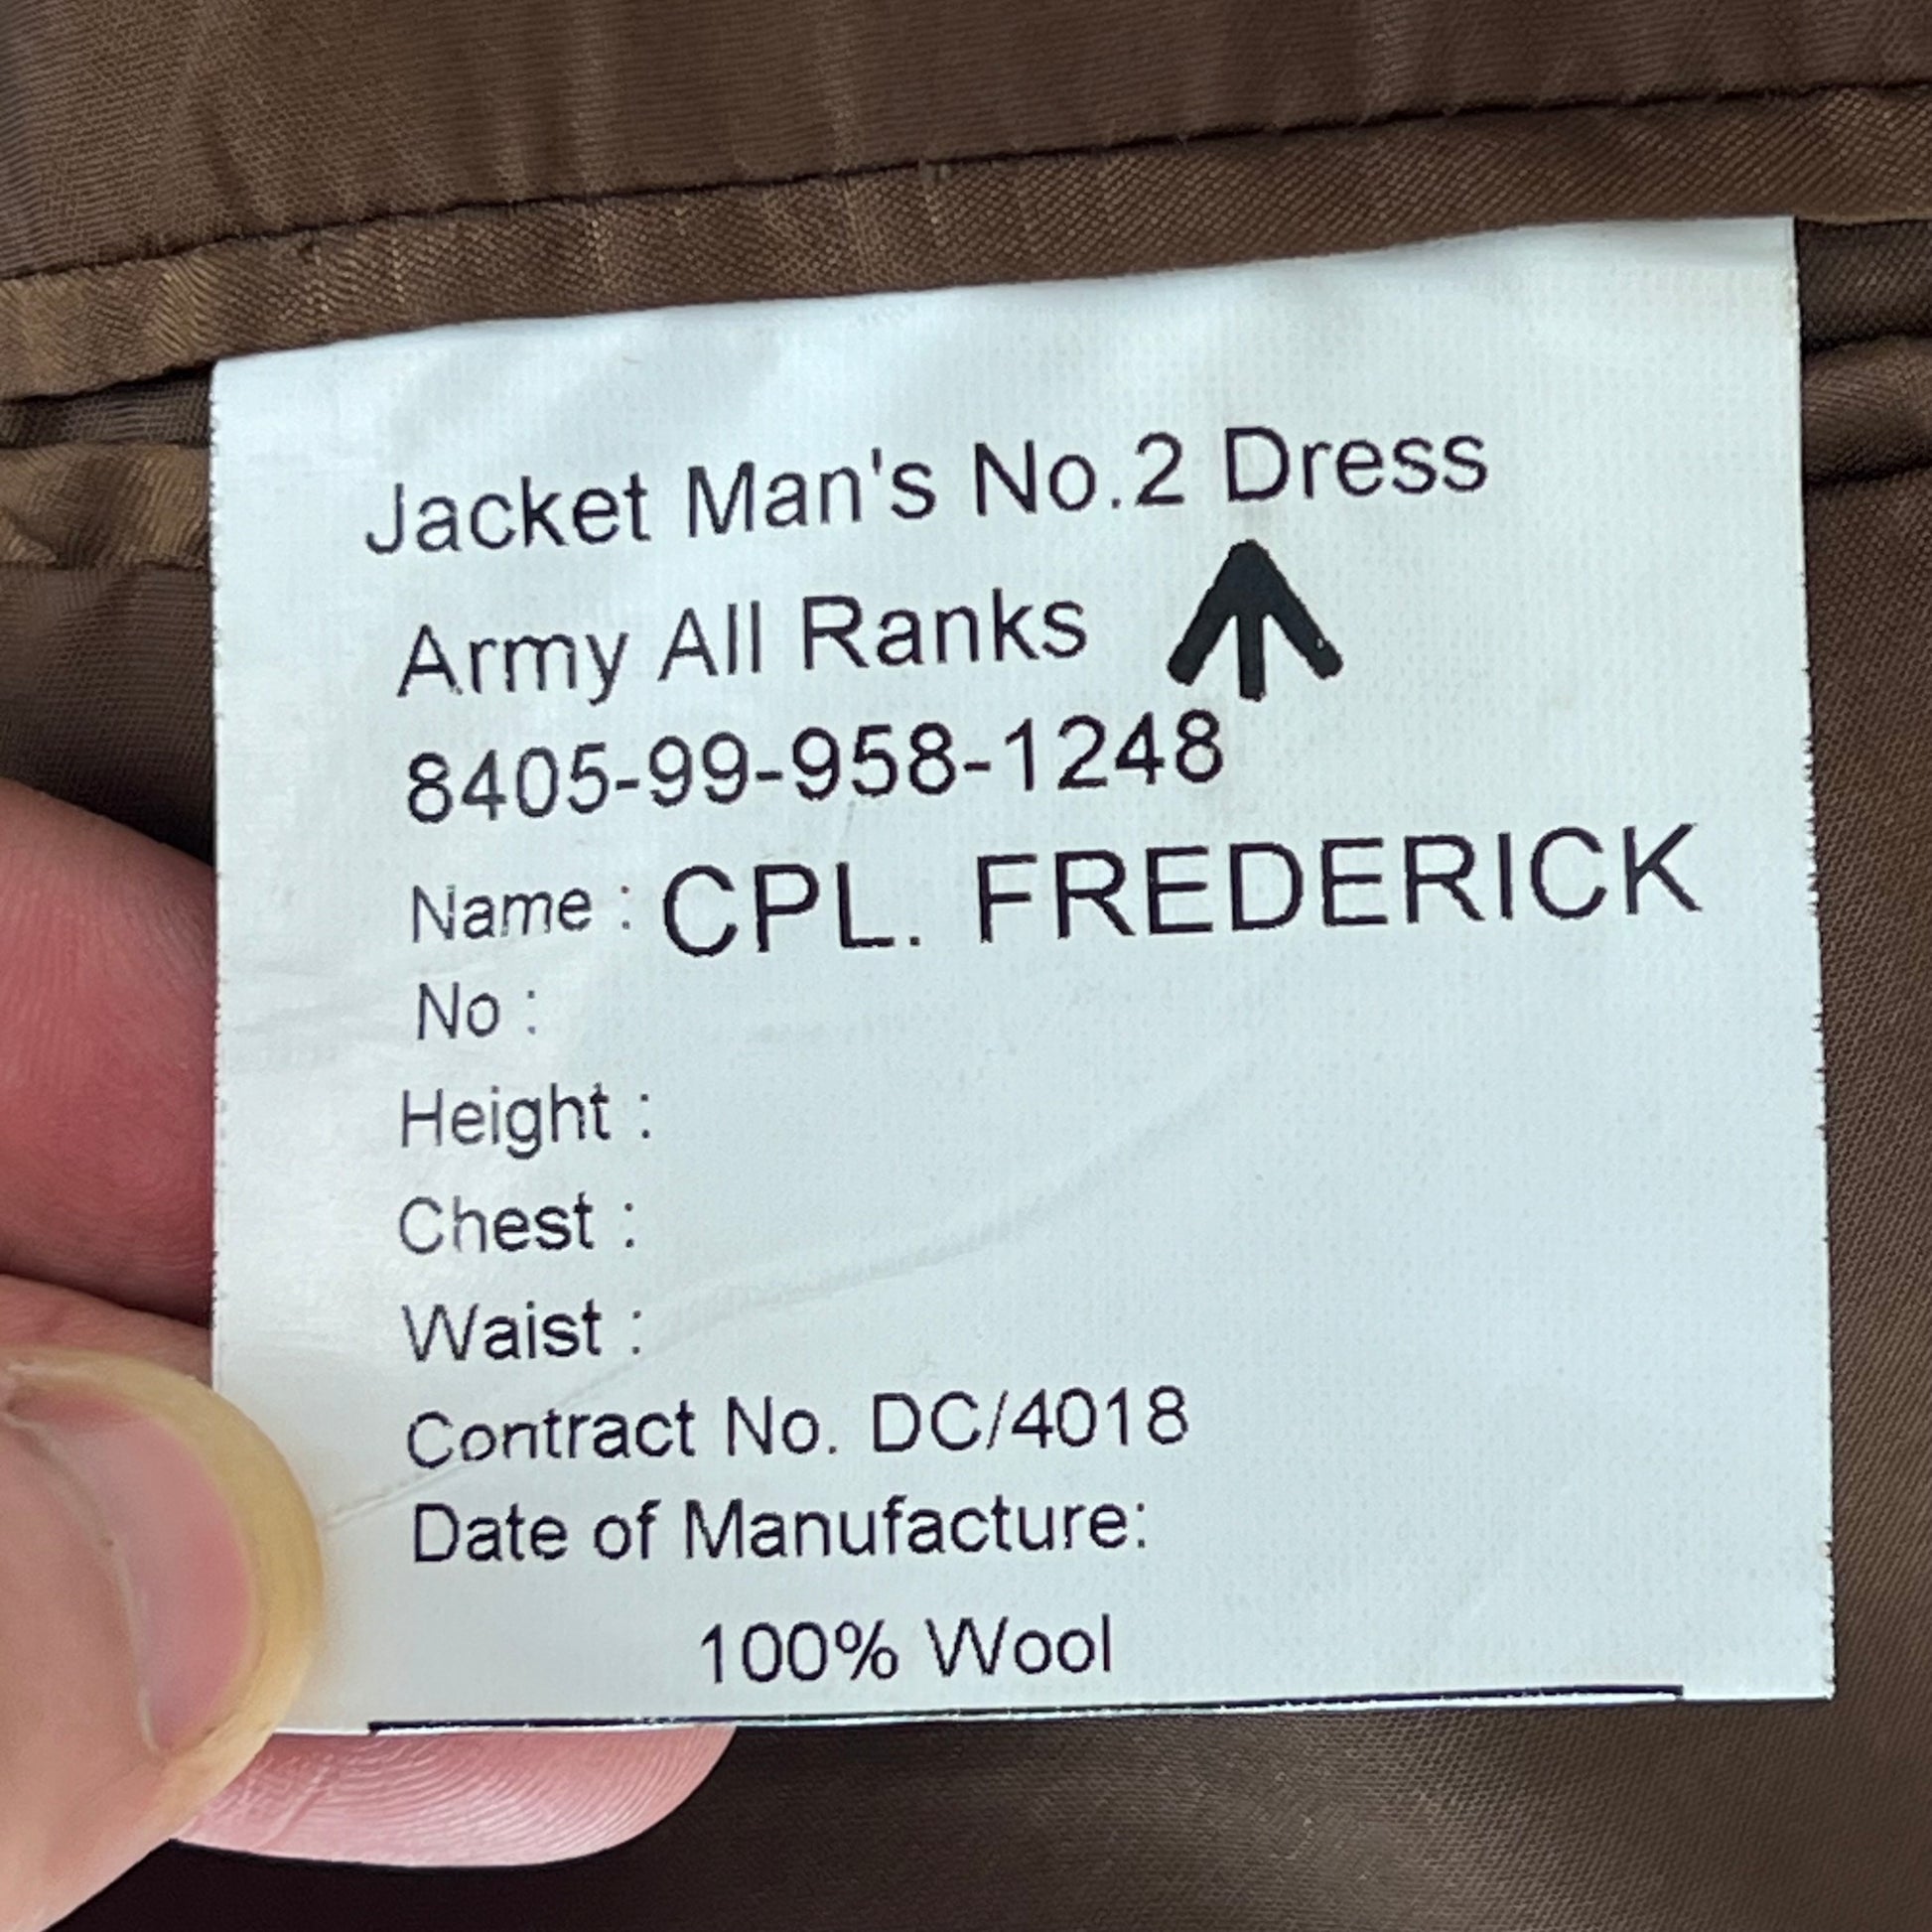 Jacket Man's No.2 Dress
Army All Ranks
8405-99-958-1248
Name : CPL. FREDERICK
No :
Height :
Chest :
Waist :
Contract No. DC/4018
Date of Manufacture:
100% Wool